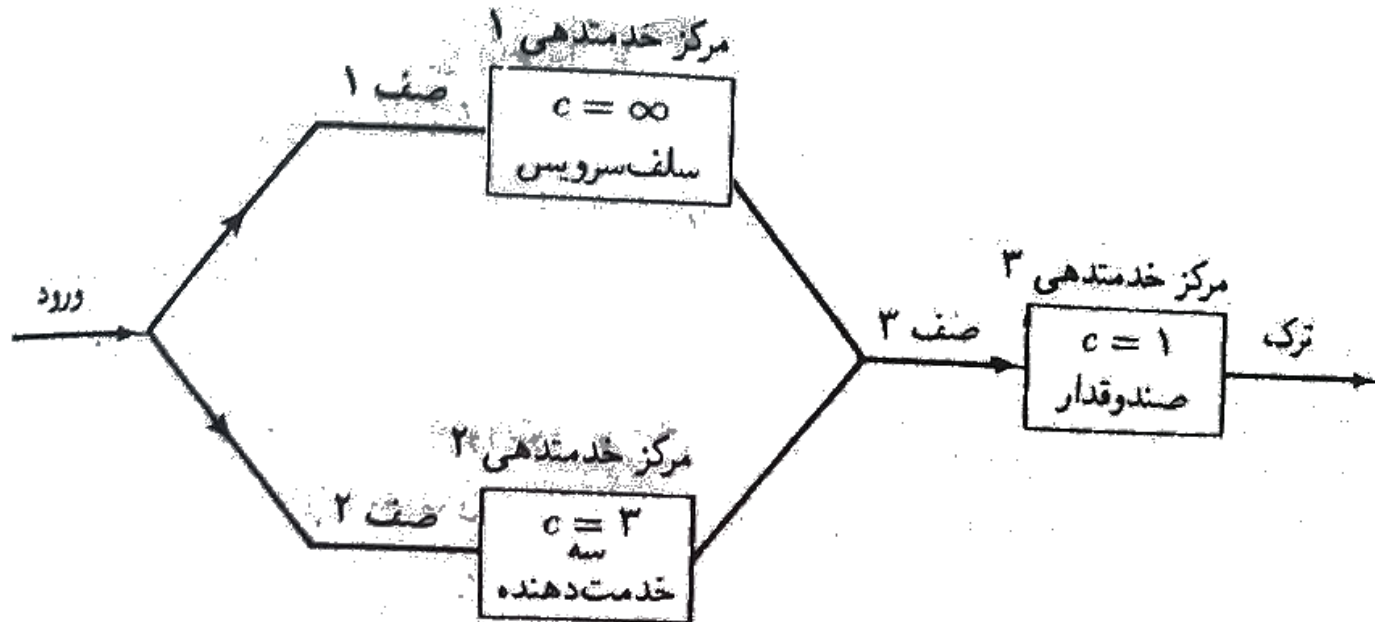 مرکز خدمتدهی ۱
صف ۱
c = ∞
سلف‌سرویس
ورود
مرکز خدمتدهی ۳
صف ۳
c = ۱
صندوقدار
ترک
مرکز خدمتدهی ۲
صف ۲
c = ۳
سه
خدمت‌دهنده